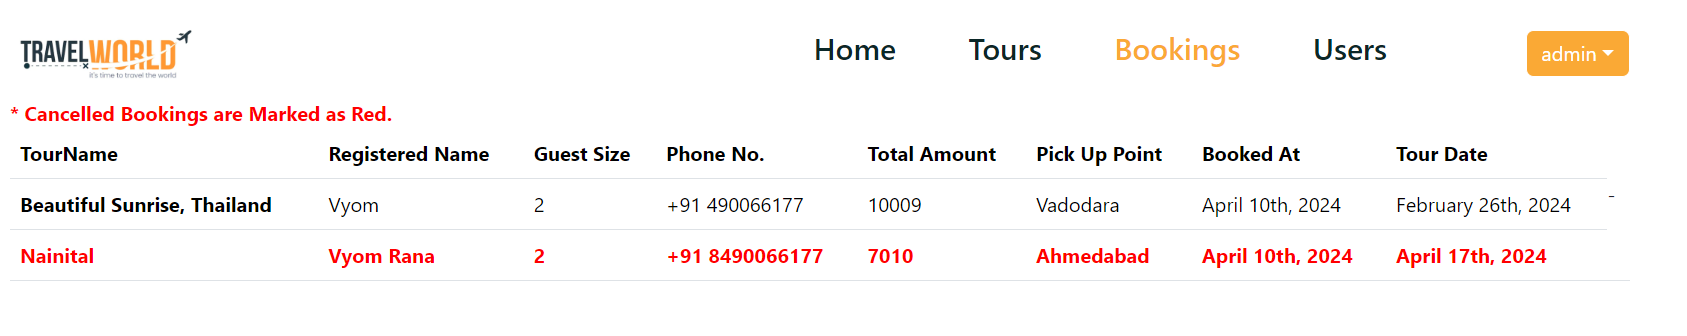 TRAVELWORLD
it's time to travel the world
Home Tours Bookings Users admin
* Cancelled Bookings are Marked as Red.
TourName Registered Name Guest Size Phone No. Total Amount Pick Up Point Booked At Tour Date
Beautiful Sunrise, Thailand Vyom 2 +91 490066177 10009 Vadodara April 10th, 2024 February 26th, 2024 -
Nainital Vyom Rana 2 +91 8490066177 7010 Ahmedabad April 10th, 2024 April 17th, 2024